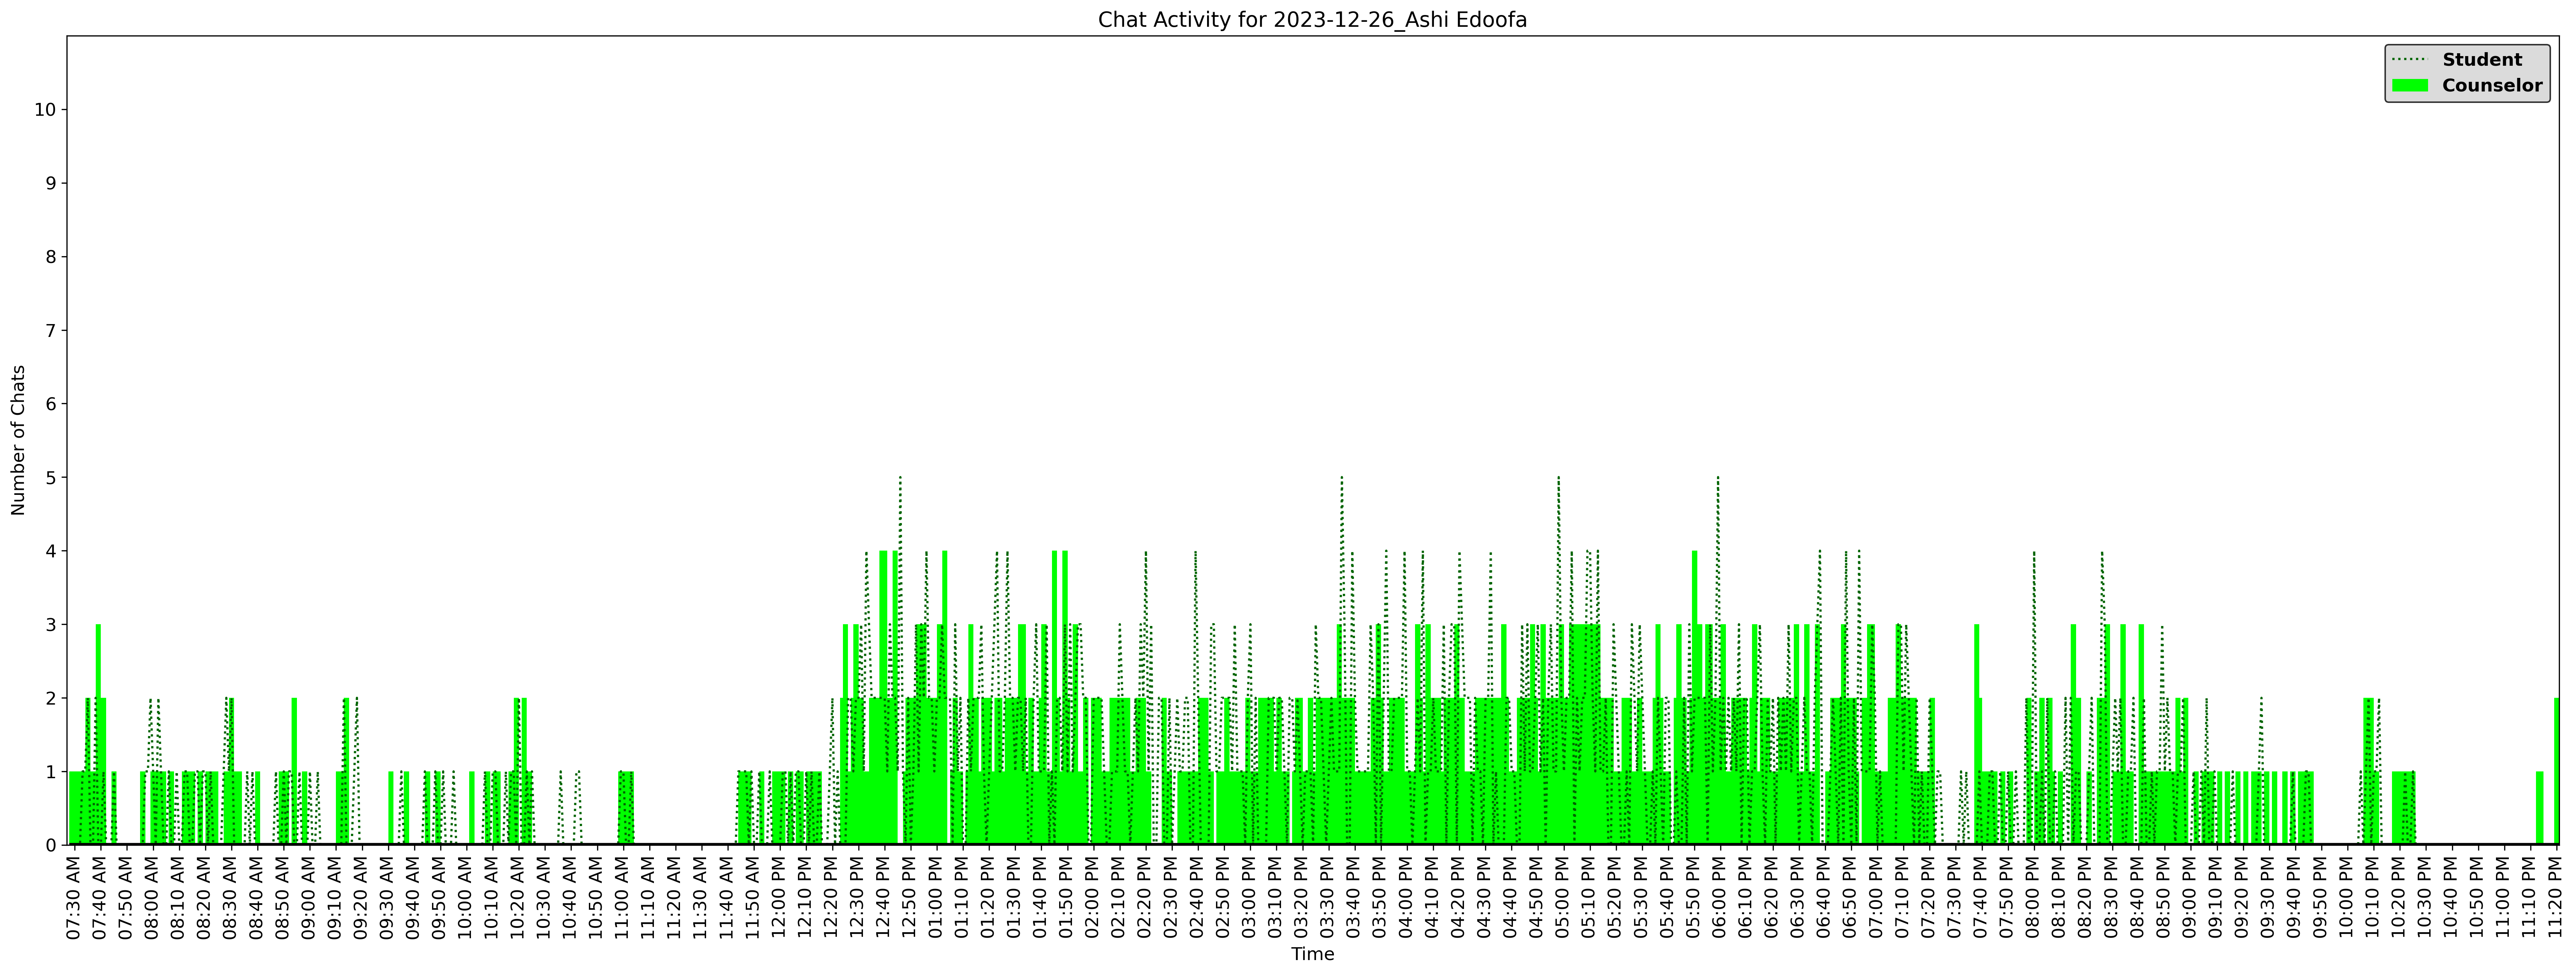 Chat Activity for 2023-12-26_Ashi Edoofa
Student
Counselor
Number of Chats
10
9
8
7
6
5
4
3
2
1
0
07:30 AM
07:40 AM
07:50 AM
08:00 AM
08:10 AM
08:20 AM
08:30 AM
08:40 AM
08:50 AM
09:00 AM
09:10 AM
09:20 AM
09:30 AM
09:40 AM
09:50 AM
10:00 AM
10:10 AM
10:20 AM
10:30 AM
10:40 AM
10:50 AM
11:00 AM
11:10 AM
11:20 AM
11:30 AM
11:40 AM
11:50 AM
12:00 PM
12:10 PM
12:20 PM
12:30 PM
12:40 PM
12:50 PM
01:00 PM
01:10 PM
01:20 PM
01:30 PM
01:40 PM
01:50 PM
02:00 PM
02:10 PM
02:20 PM
02:30 PM
02:40 PM
02:50 PM
03:00 PM
03:10 PM
03:20 PM
03:30 PM
03:40 PM
03:50 PM
04:00 PM
04:10 PM
04:20 PM
04:30 PM
04:40 PM
04:50 PM
05:00 PM
05:10 PM
05:20 PM
05:30 PM
05:40 PM
05:50 PM
06:00 PM
06:10 PM
06:20 PM
06:30 PM
06:40 PM
06:50 PM
07:00 PM
07:10 PM
07:20 PM
07:30 PM
07:40 PM
07:50 PM
08:00 PM
08:10 PM
08:20 PM
08:30 PM
08:40 PM
08:50 PM
09:00 PM
09:10 PM
09:20 PM
09:30 PM
09:40 PM
09:50 PM
10:00 PM
10:10 PM
10:20 PM
10:30 PM
10:40 PM
10:50 PM
11:00 PM
11:10 PM
11:20 PM
Time